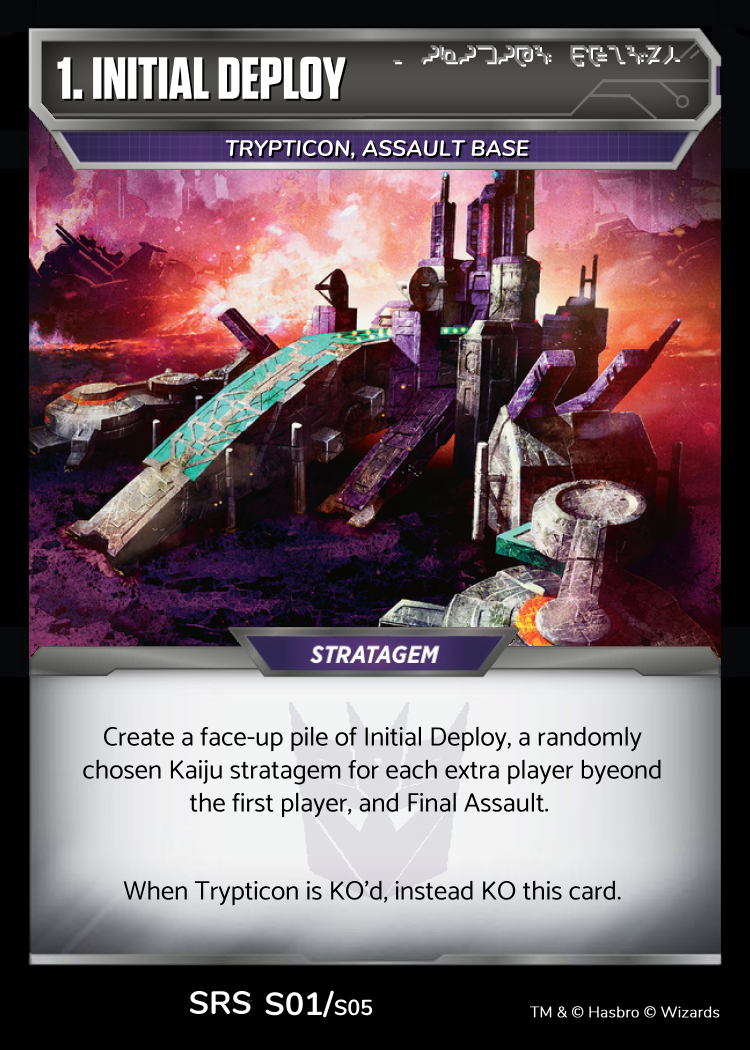 1. INITIAL DEPLOY
TRYPTICON, ASSAULT BASE
STRATAGEM
Create a face-up pile of Initial Deploy, a randomly
chosen Kaiju stratagem for each extra player byeond
the first player, and Final Assault.
When Trypticon is KO’d, instead KO this card.
SRS S01/S05
TM & © Hasbro © Wizards